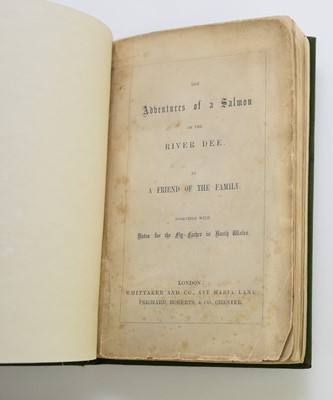 THE
Adventures of a Salmon
IN THE
RIVER DEE.
BY
A FRIEND OF THE FAMILY.
TOGETHER WITH
Notes for the Fly-Fisher in North Wales.
LONDON
WHITTAKER AND CO., AVE MARIA LANE
PRICHARD, ROBERTS, & CO., CHESTER.